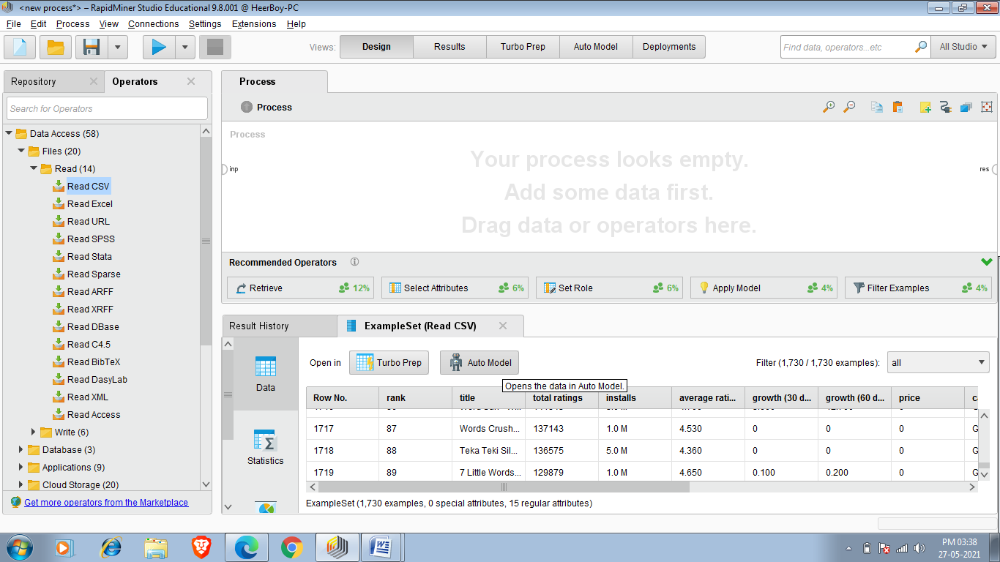 <new process*> – RapidMiner Studio Educational 9.8.001 @ HeerBoy-PC
File Edit Process View Connections Settings Extensions Help
Views: Design Results Turbo Prep Auto Model Deployments Find data, operators...etc All Studio
Repository Operators
Search for Operators
Data Access (58)
Files (20)
Read (14)
Read CSV
Read Excel
Read URL
Read SPSS
Read Stata
Read Sparse
Read ARFF
Read XRFF
Read DBase
Read C4.5
Read BibTeX
Read DasyLab
Read XML
Read Access
Write (6)
Database (3)
Applications (9)
Cloud Storage (20)
Get more operators from the Marketplace
Process
Process
Process
Your process looks empty.
Add some data first.
Drag data or operators here.
inp
res
Recommended Operators
Retrieve 12% Select Attributes 6% Set Role 6% Apply Model 4% Filter Examples 4%
Result History ExampleSet (Read CSV)
Data
Statistics
Open in Turbo Prep Auto Model Filter (1,730 / 1,730 examples): all
Opens the data in Auto Model.
Row No. rank title total ratings installs average rati... growth (30 d... growth (60 d... price
1717 87 Words Crush... 137143 1.0 M 4.530 0 0 0 G
1718 88 Teka Teki Sil... 136575 5.0 M 4.360 0 0 0 G
1719 89 7 Little Words... 129879 1.0 M 4.650 0.100 0.200 0 G
ExampleSet (1,730 examples, 0 special attributes, 15 regular attributes)
PM 03:38
27-05-2021